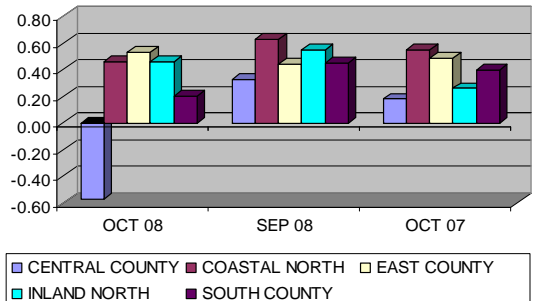 0.80
0.60
0.40
0.20
0.00
-0.20
-0.40
-0.60
OCT 08 SEP 08 OCT 07
CENTRAL COUNTY COASTAL NORTH EAST COUNTY
INLAND NORTH SOUTH COUNTY